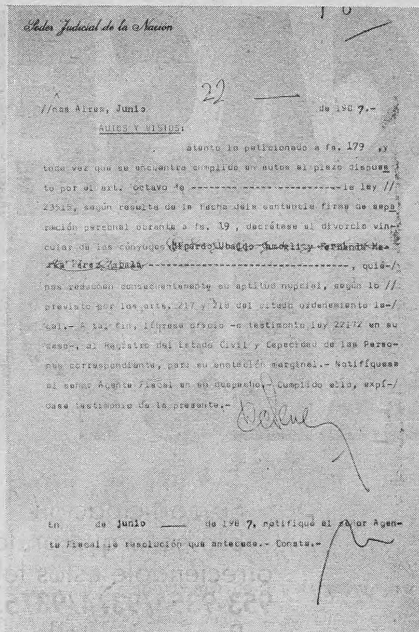 Poder Judicial de la Nación
22
//nos Aires, Junio de 1987.-
AUTOS Y VISTOS:
atento lo peticionado a fs. 179 ,y
toda vez que se encuentra cumplido en autos el plazo dispues
to por el art. octavo de -------- ------------ la ley //
23515, según resulta de la fecha de la sentencia firme de sepa
ración personal obrante a fs. 19 , decrétase el divorcio vin-
cular de los cónyuges
María Pérez Zabala --------------------- , quie-/
nes recuperan consecuentemente su aptitud nupcial, según lo //
previsto por los arts. 217 y 218 del citado ordenamiento le-/
gal.- A tal fin, líbrese oficio -o testimonio ley 22172 en su
caso-, al Registro del Estado Civil y Capacidad de las Perso-
nas correspondiente, para su anotación marginal.- Notifíquese
al señor Agente Fiscal en su despacho.- Cumplido ello, expí-/
dase testimonio de la presente.-
En de junio de 1987, notifiqué al señor Agen-
te Fiscal la resolución que antecede.- Conste.-